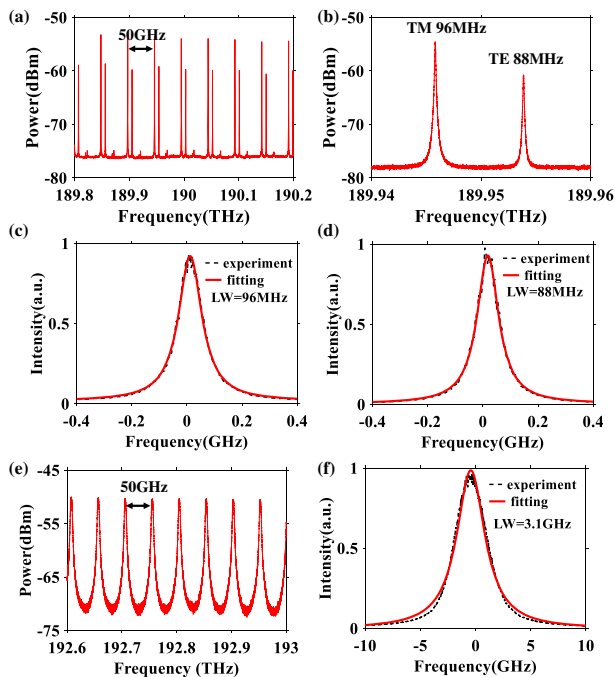 (a)
-40
-60
-70
-80
Power(dBm)
50GHz
189.8 189.9 190 190.1 190.2
Frequency(THz)
(b)
-50
-60
-70
-80
Power(dBm)
TM 96MHz
TE 88MHz
189.94 189.95 189.96
Frequency(THz)
(c)
1
0.5
0
Intensity(a.u.)
experiment
fitting
LW=96MHz
-0.4 -0.2 0 0.2 0.4
Frequency(GHz)
(d)
1
0.5
0
Intensity(a.u.)
experiment
fitting
LW=88MHz
-0.4 -0.2 0 0.2 0.4
Frequency(GHz)
(e)
-45
-55
-65
-75
Power(dBm)
50GHz
192.6 192.7 192.8 192.9 193
Frequency (THz)
(f)
1
0.5
0
Intensity(a.u.)
experiment
fitting
LW=3.1GHz
-10 -5 0 5 10
Frequency(GHz)